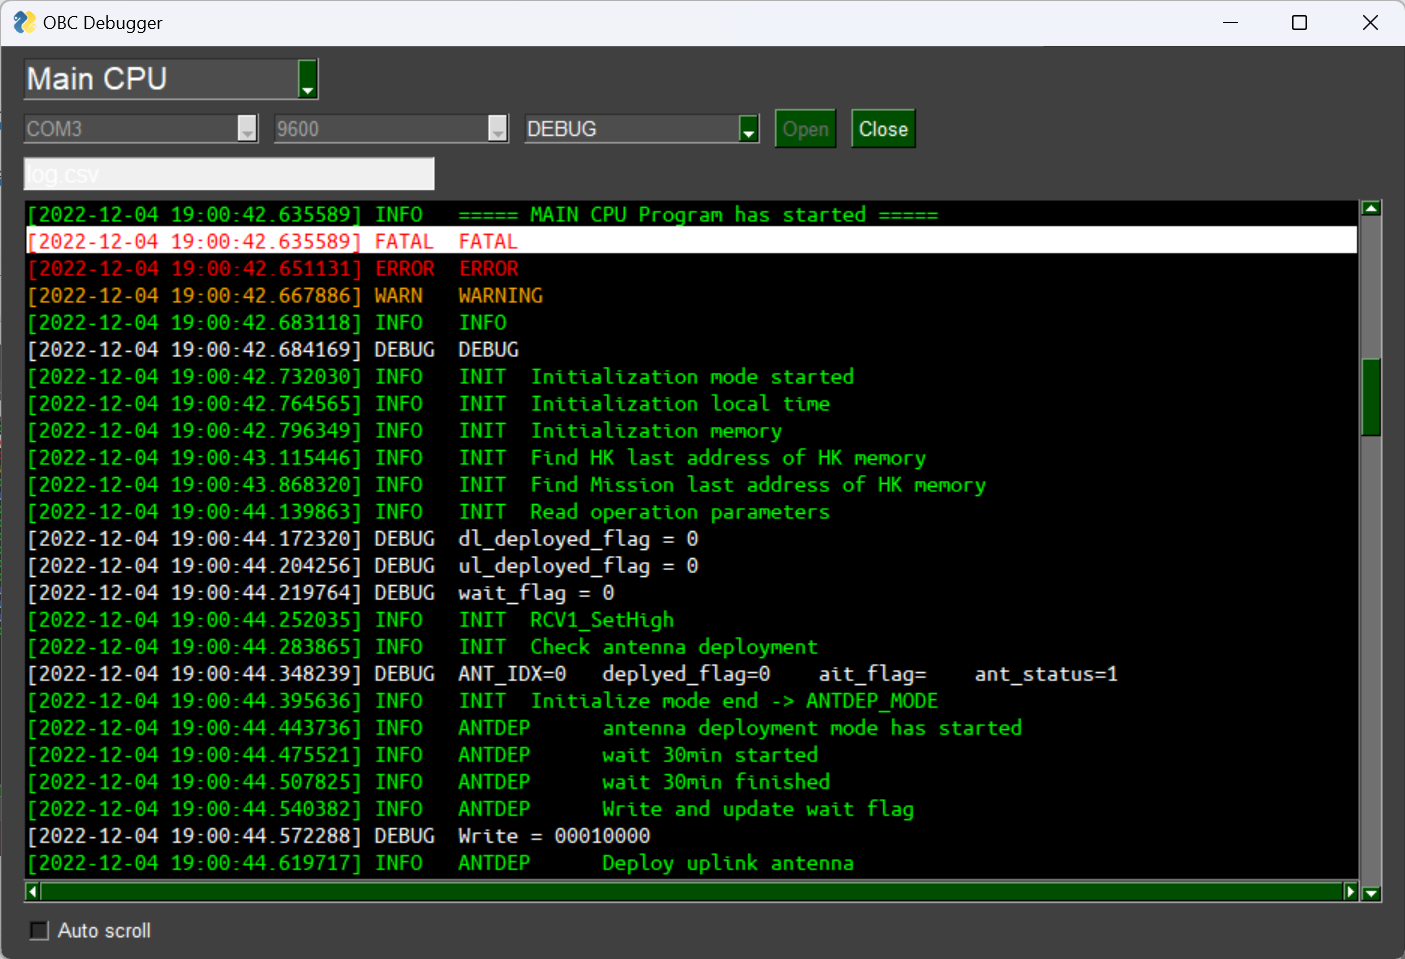 OBC Debugger
Main CPU
COM3 9600 DEBUG Open Close
log.csv
[2022-12-04 19:00:42.635589] INFO ===== MAIN CPU Program has started =====
[2022-12-04 19:00:42.635589] FATAL FATAL
[2022-12-04 19:00:42.651131] ERROR ERROR
[2022-12-04 19:00:42.667886] WARN WARNING
[2022-12-04 19:00:42.683118] INFO INFO
[2022-12-04 19:00:42.684169] DEBUG DEBUG
[2022-12-04 19:00:42.732030] INFO INIT Initialization mode started
[2022-12-04 19:00:42.764565] INFO INIT Initialization local time
[2022-12-04 19:00:42.796349] INFO INIT Initialization memory
[2022-12-04 19:00:43.115446] INFO INIT Find HK last address of HK memory
[2022-12-04 19:00:43.868320] INFO INIT Find Mission last address of HK memory
[2022-12-04 19:00:44.139863] INFO INIT Read operation parameters
[2022-12-04 19:00:44.172320] DEBUG dl_deployed_flag = 0
[2022-12-04 19:00:44.204256] DEBUG ul_deployed_flag = 0
[2022-12-04 19:00:44.219764] DEBUG wait_flag = 0
[2022-12-04 19:00:44.252035] INFO INIT RCV1_SetHigh
[2022-12-04 19:00:44.283865] INFO INIT Check antenna deployment
[2022-12-04 19:00:44.348239] DEBUG ANT_IDX=0 deplyed_flag=0 ait_flag= ant_status=1
[2022-12-04 19:00:44.395636] INFO INIT Initialize mode end -> ANTDEP_MODE
[2022-12-04 19:00:44.443736] INFO ANTDEP antenna deployment mode has started
[2022-12-04 19:00:44.475521] INFO ANTDEP wait 30min started
[2022-12-04 19:00:44.507825] INFO ANTDEP wait 30min finished
[2022-12-04 19:00:44.540382] INFO ANTDEP Write and update wait flag
[2022-12-04 19:00:44.572288] DEBUG Write = 00010000
[2022-12-04 19:00:44.619717] INFO ANTDEP Deploy uplink antenna
Auto scroll